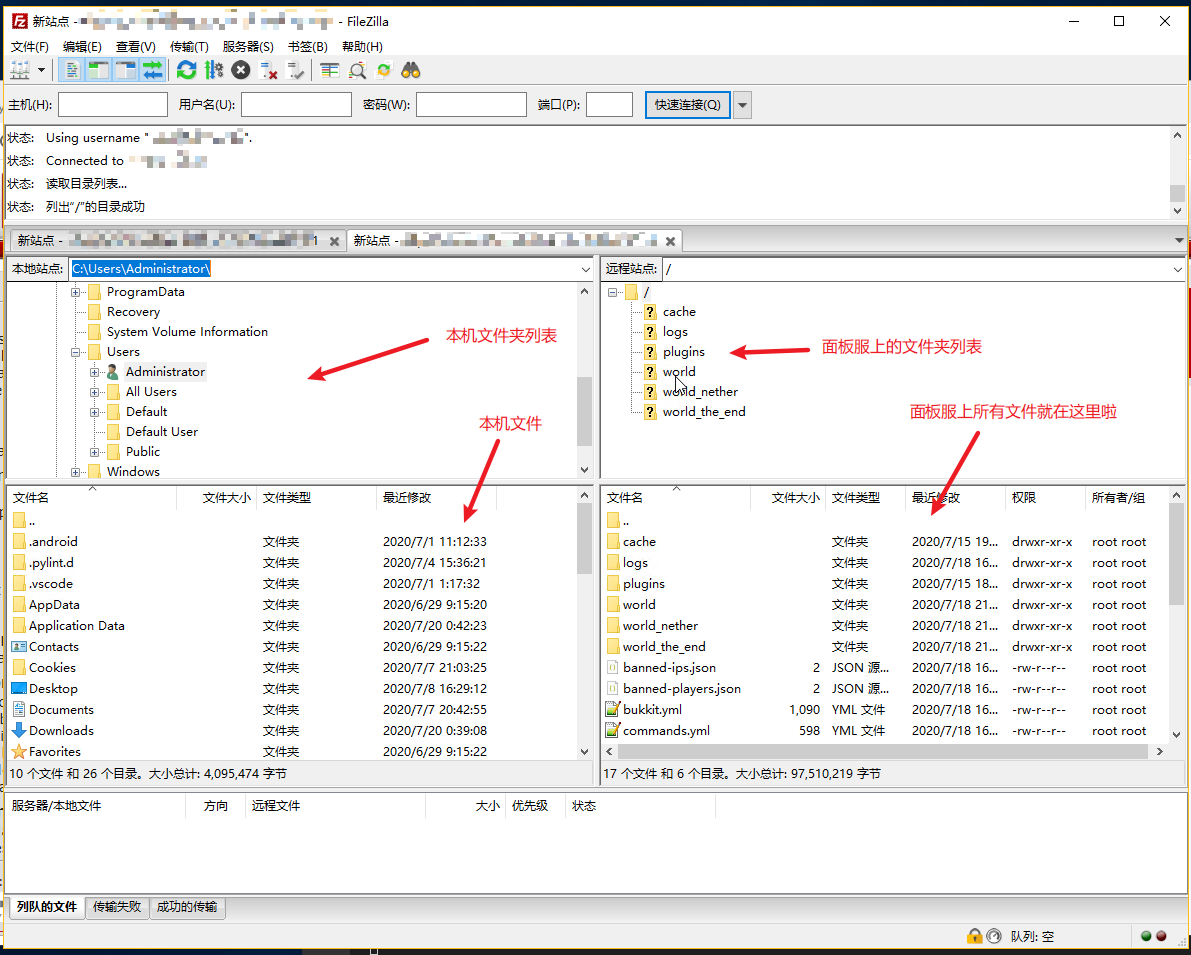 新站点 - - FileZilla
文件(F) 编辑(E) 查看(V) 传输(T) 服务器(S) 书签(B) 帮助(H)
主机(H): 用户名(U): 密码(W): 端口(P): 快速连接(Q)
状态: Using username " ".
状态: Connected to
状态: 读取目录列表...
状态: 列出"/"的目录成功
新站点 - 1 新站点 -
本地站点: C:\Users\Administrator\
ProgramData
Recovery
System Volume Information
Users
Administrator
All Users
Default
Default User
Public
Windows
本机文件夹列表
本机文件
远程站点: /
/
cache
logs
plugins
world
world_nether
world_the_end
面板服上的文件夹列表
面板服上所有文件就在这里啦
文件名 文件大小 文件类型 最近修改
..
.android 文件夹 2020/7/1 11:12:33
.pylint.d 文件夹 2020/7/4 15:36:21
.vscode 文件夹 2020/7/1 1:17:32
AppData 文件夹 2020/6/29 9:15:20
Application Data 文件夹 2020/7/20 0:42:23
Contacts 文件夹 2020/6/29 9:15:22
Cookies 文件夹 2020/7/7 21:03:25
Desktop 文件夹 2020/7/8 16:29:12
Documents 文件夹 2020/7/7 20:42:55
Downloads 文件夹 2020/7/20 0:39:08
Favorites 文件夹 2020/6/29 9:15:22
10 个文件 和 26 个目录。大小总计: 4,095,474 字节
文件名 文件大小 文件类型 最近修改 权限 所有者/组
..
cache 文件夹 2020/7/15 19... drwxr-xr-x root root
logs 文件夹 2020/7/18 16... drwxr-xr-x root root
plugins 文件夹 2020/7/15 18... drwxr-xr-x root root
world 文件夹 2020/7/18 21... drwxr-xr-x root root
world_nether 文件夹 2020/7/18 21... drwxr-xr-x root root
world_the_end 文件夹 2020/7/18 21... drwxr-xr-x root root
banned-ips.json 2 JSON 源... 2020/7/18 16... -rw-r--r-- root root
banned-players.json 2 JSON 源... 2020/7/18 16... -rw-r--r-- root root
bukkit.yml 1,090 YML 文件 2020/7/18 16... -rw-r--r-- root root
commands.yml 598 YML 文件 2020/7/18 16... -rw-r--r-- root root
17 个文件 和 6 个目录。大小总计: 97,510,219 字节
服务器/本地文件 方向 远程文件 大小 优先级 状态
列队的文件 传输失败 成功的传输
队列: 空